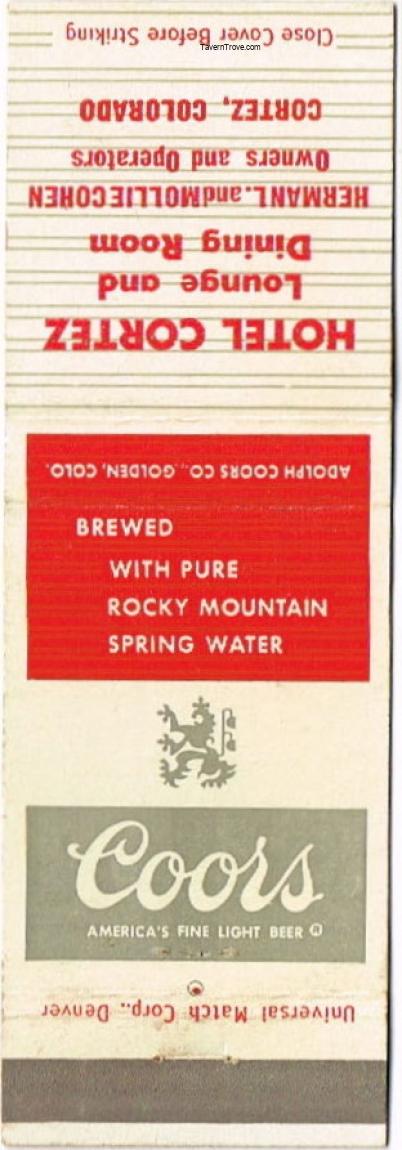 Close Cover Before Striking
TavernTrove.com
CORTEZ, COLORADO
Owners and Operators
HERMAN L. and MOLLIE COHEN
Dining Room
Lounge and
HOTEL CORTEZ
ADOLPH COORS CO., GOLDEN, COLO.
BREWED
WITH PURE
ROCKY MOUNTAIN
SPRING WATER
Coors
AMERICA'S FINE LIGHT BEER ®
Universal Match Corp., Denver